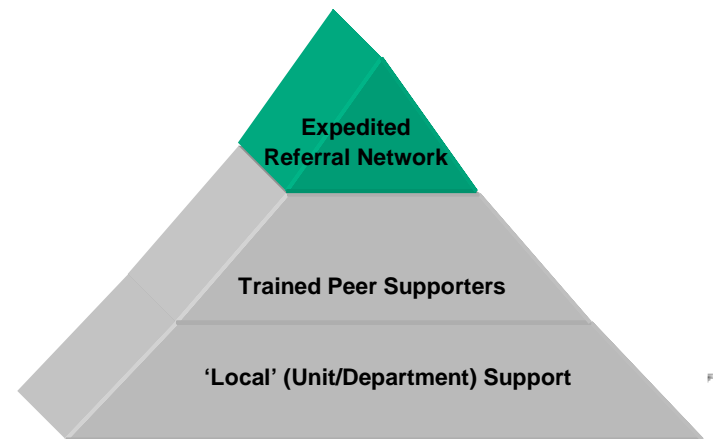 Expedited
Referral Network
Trained Peer Supporters
‘Local’ (Unit/Department) Support